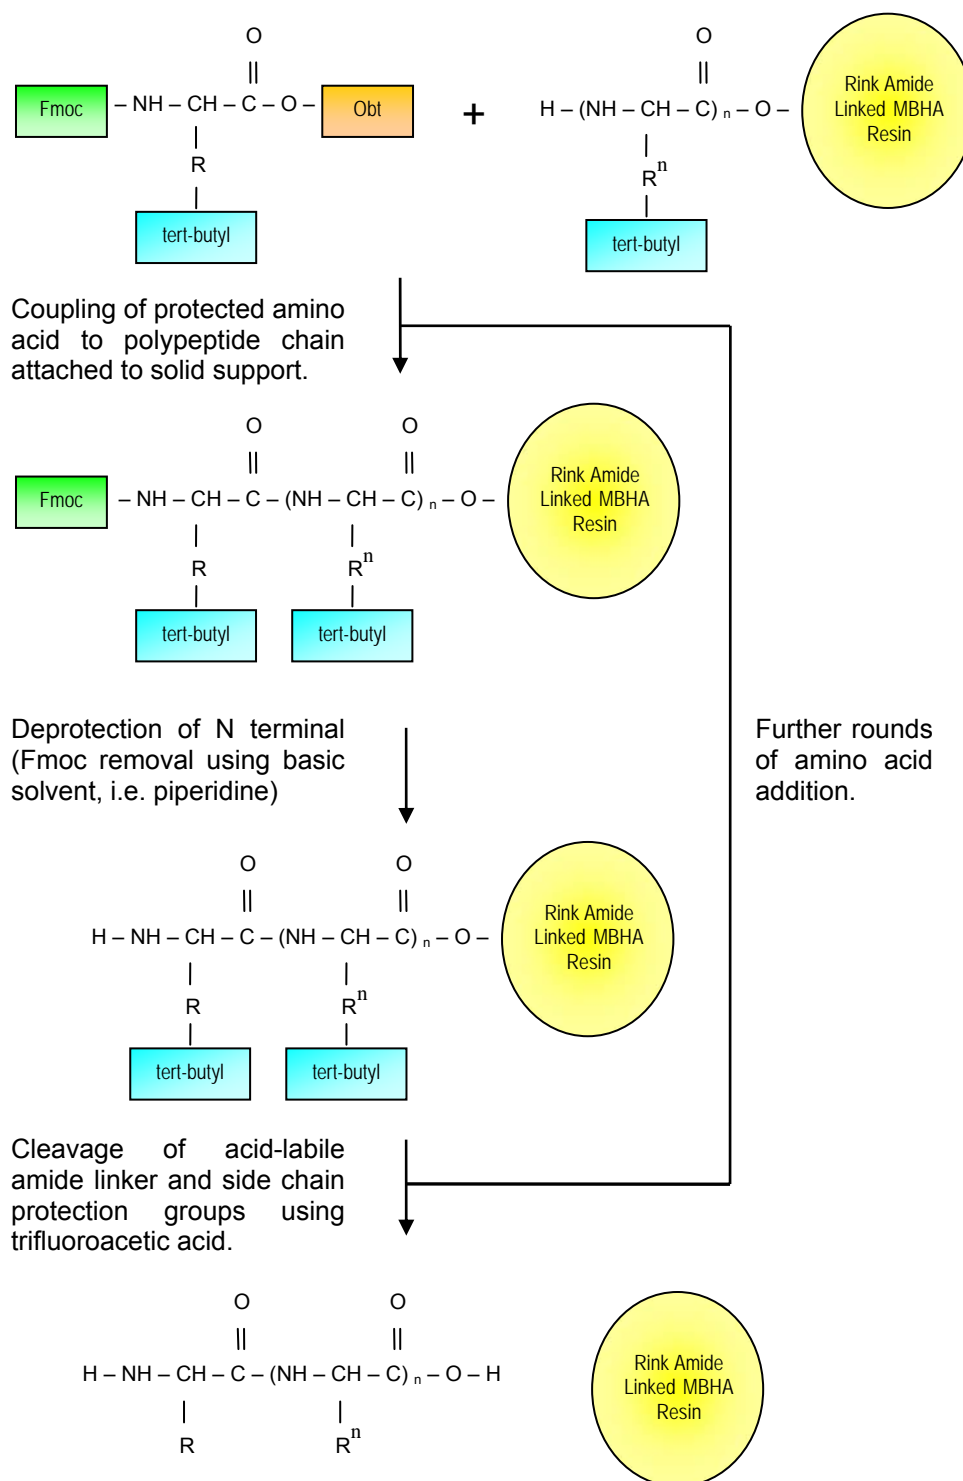 O
||
Fmoc – NH – CH – C – O – Obt
|
R
|
tert-butyl
+
O
||
H – (NH – CH – C) n – O –
|
Rⁿ
|
tert-butyl
Rink Amide
Linked MBHA
Resin
Coupling of protected amino
acid to polypeptide chain
attached to solid support.
O O
|| ||
Fmoc – NH – CH – C – (NH – CH – C) n – O –
| |
R Rⁿ
| |
tert-butyl tert-butyl
Rink Amide
Linked MBHA
Resin
Deprotection of N terminal
(Fmoc removal using basic
solvent, i.e. piperidine)
Further rounds
of amino acid
addition.
O O
|| ||
H – NH – CH – C – (NH – CH – C) n – O –
| |
R Rⁿ
| |
tert-butyl tert-butyl
Rink Amide
Linked MBHA
Resin
Cleavage of acid-labile
amide linker and side chain
protection groups using
trifluoroacetic acid.
O O
|| ||
H – NH – CH – C – (NH – CH – C) n – O – H
| |
R Rⁿ
Rink Amide
Linked MBHA
Resin